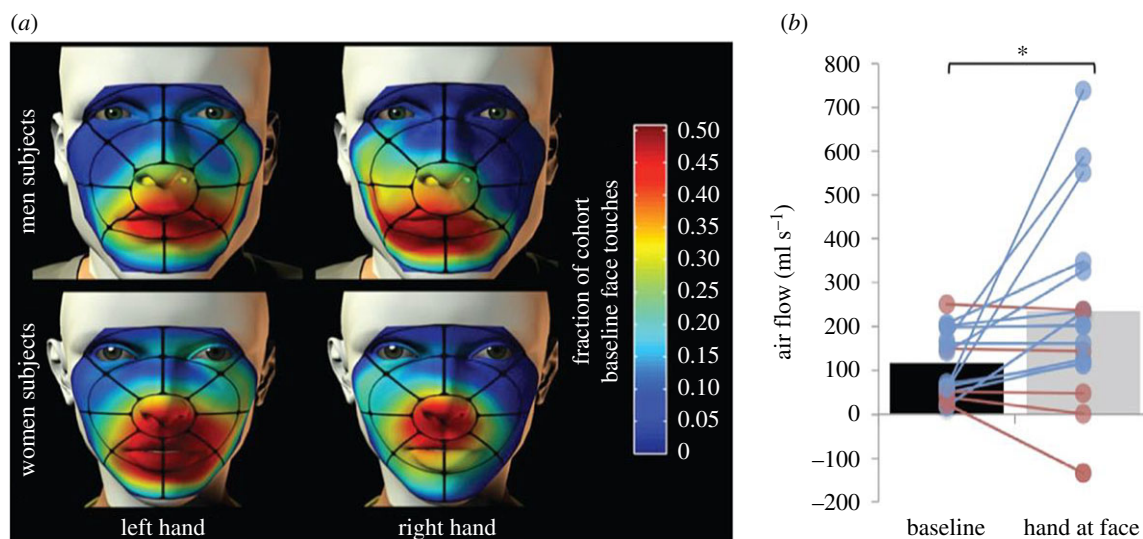 (a)
men subjects
women subjects
left hand
right hand
fraction of cohort
baseline face touches
0.50
0.45
0.40
0.35
0.30
0.25
0.20
0.15
0.10
0.05
0
(b)
*
air flow (ml s⁻¹)
800
700
600
500
400
300
200
100
0
–100
–200
baseline
hand at face